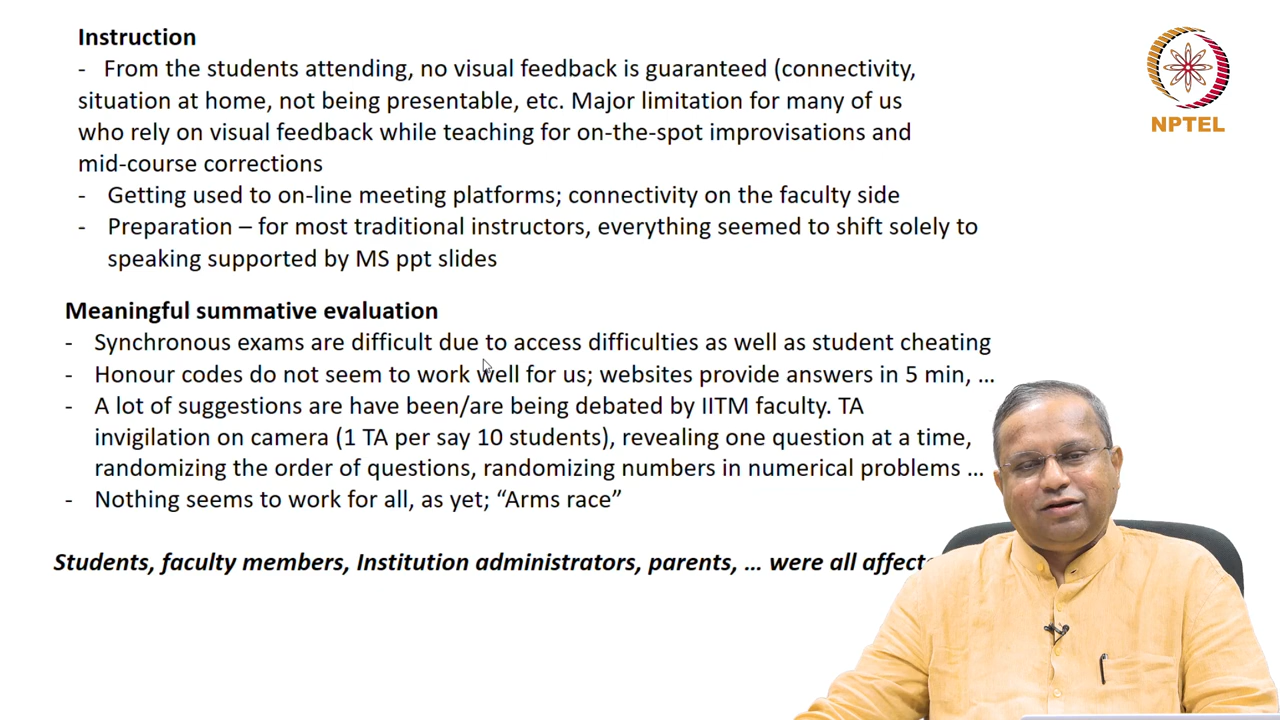 Instruction
- From the students attending, no visual feedback is guaranteed (connectivity,
situation at home, not being presentable, etc. Major limitation for many of us
who rely on visual feedback while teaching for on-the-spot improvisations and
mid-course corrections
- Getting used to on-line meeting platforms; connectivity on the faculty side
- Preparation – for most traditional instructors, everything seemed to shift solely to
speaking supported by MS ppt slides
NPTEL
Meaningful summative evaluation
- Synchronous exams are difficult due to access difficulties as well as student cheating
- Honour codes do not seem to work well for us; websites provide answers in 5 min, …
- A lot of suggestions are have been/are being debated by IITM faculty. TA
invigilation on camera (1 TA per say 10 students), revealing one question at a time,
randomizing the order of questions, randomizing numbers in numerical problems …
- Nothing seems to work for all, as yet; “Arms race”
Students, faculty members, Institution administrators, parents, … were all